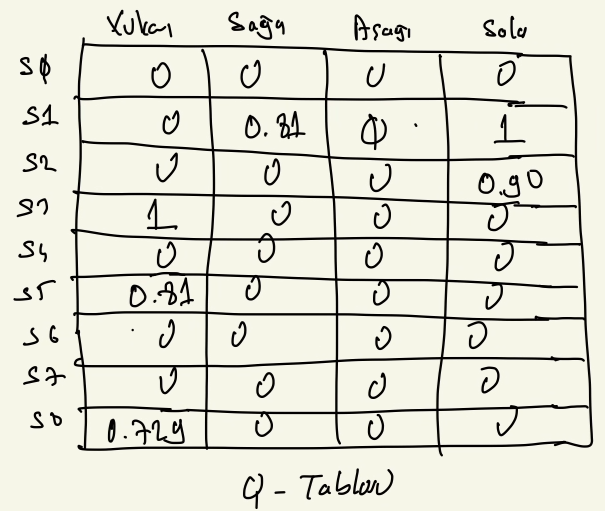 Yukarı Sağa Aşağı Sola
S0 0 0 0 0
S1 0 0.81 0 1
S2 0 0 0 0.90
S3 1 0 0 0
S4 0 0 0 0
S5 0.81 0 0 0
S6 0 0 0 0
S7 0 0 0 0
S8 0.729 0 0 0
Q - Tablosu